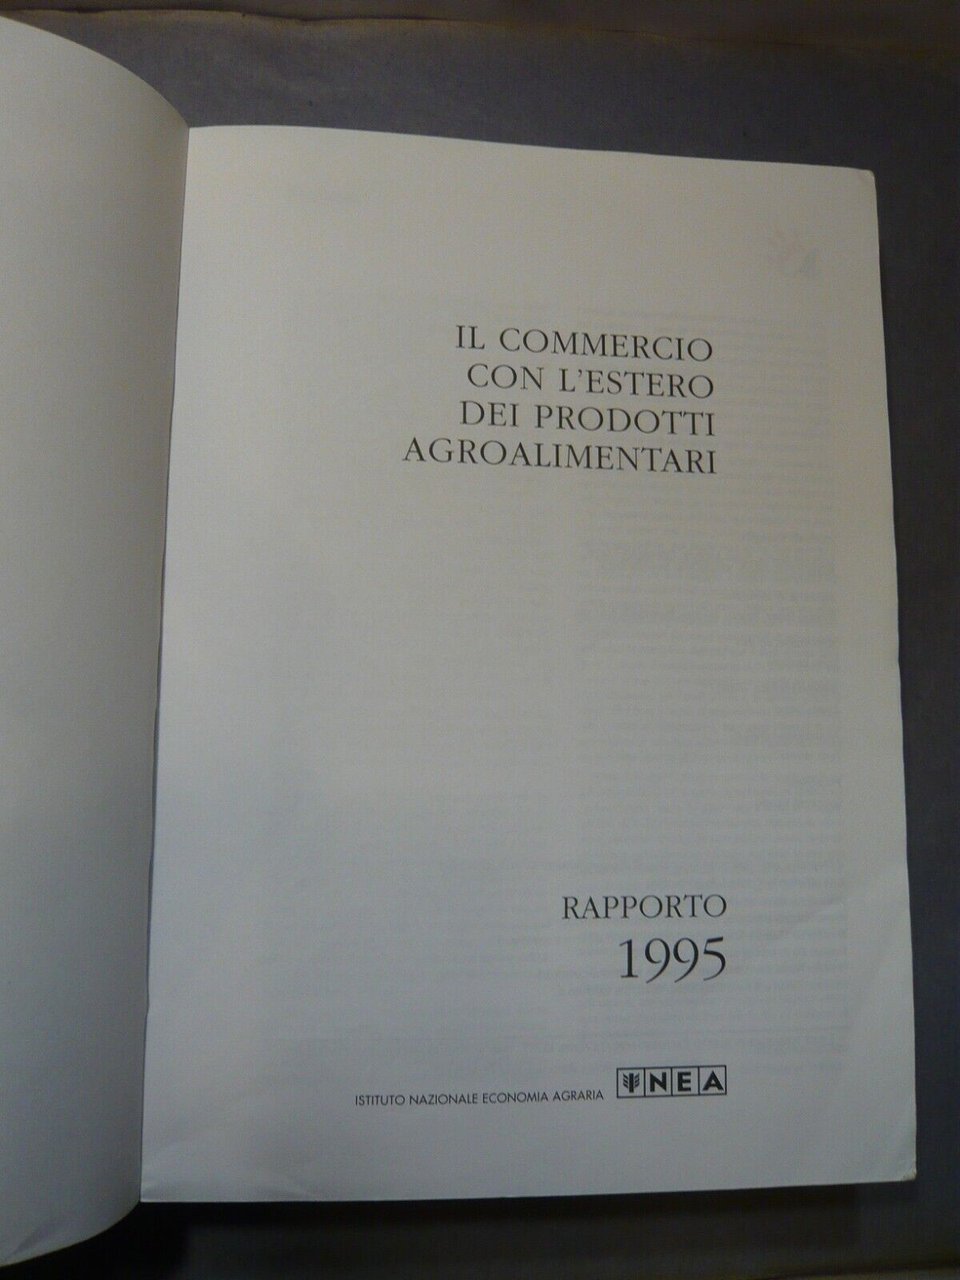 IL COMMERCIO
CON L'ESTERO
DEI PRODOTTI
AGROALIMENTARI
RAPPORTO
1995
ISTITUTO NAZIONALE ECONOMIA AGRARIA INEA